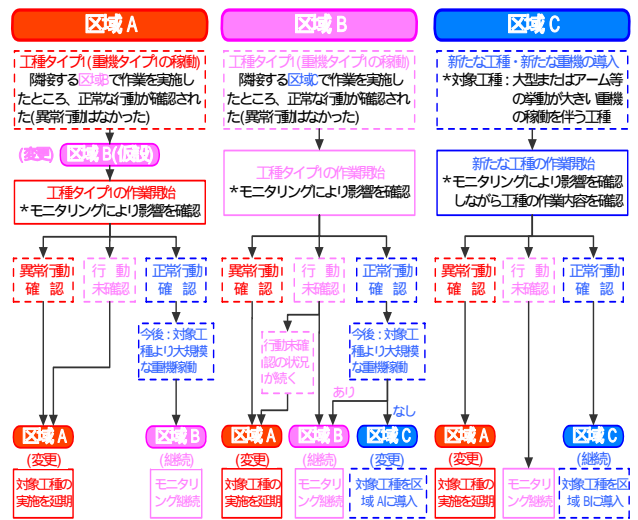 区域A
工種タイプ1(重機タイプ1の稼動)
隣接する区域Bで作業を実施し
たところ、正常な行動が確認され
た(異常行動はなかった)
(変更)
区域B(仮設)
工種タイプ1の作業開始
*モニタリングにより影響を確認
異常行動
確 認
行 動
未確認
正常行動
確 認
今後：対象工
種より大規模
な重機稼動
区域A
(変更)
対象工種の
実施を延期
区域B
(継続)
モニタリ
ング継続
区域B
工種タイプ1(重機タイプ1の稼動)
隣接する区域Cで作業を実施し
たところ、正常な行動が確認され
た(異常行動はなかった)
工種タイプ1の作業開始
*モニタリングにより影響を確認
異常行動
確 認
行 動
未確認
正常行動
確 認
行動未確
認の状況
が続く
今後：対象工
種より大規模
な重機稼動
あり
なし
区域A
(変更)
対象工種の
実施を延期
区域B
(継続)
モニタリ
ング継続
区域C
(変更)
対象工種を区
域Aに導入
区域C
新たな工種・新たな重機の導入
*対象工種：大型またはアーム等
の挙動が大きい重機
の稼動を伴う工種
新たな工種の作業開始
*モニタリングにより影響を確認
しながら工種の作業内容を確認
異常行動
確 認
行 動
未確認
正常行動
確 認
区域A
(変更)
対象工種の
実施を延期
モニタリ
ング継続
区域C
(継続)
対象工種を区
域Bに導入